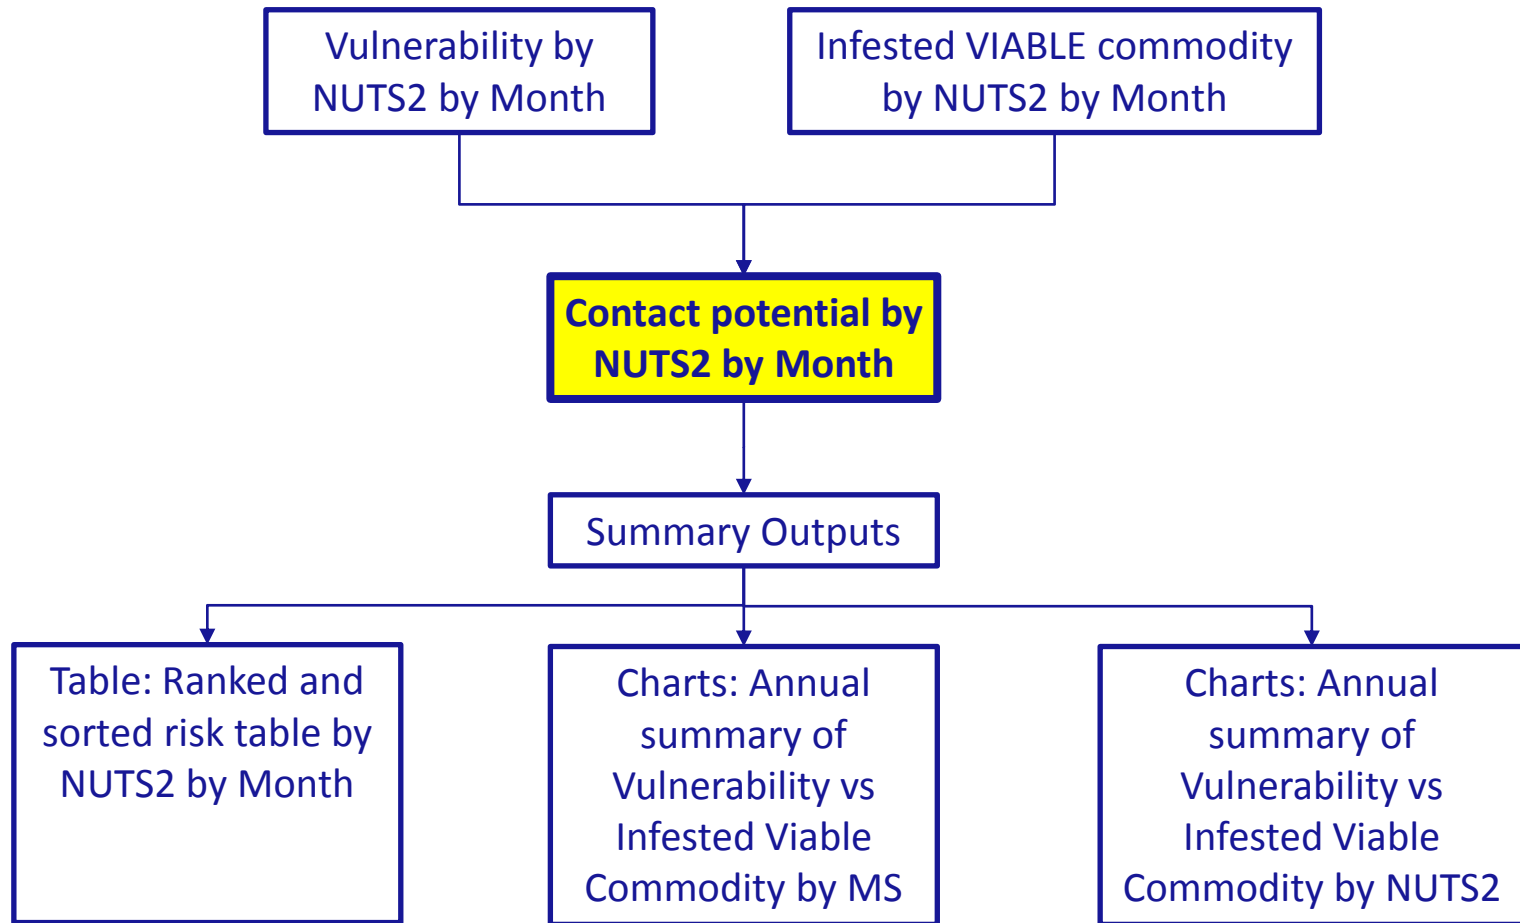 Vulnerability by
NUTS2 by Month
Infested VIABLE commodity
by NUTS2 by Month
Contact potential by
NUTS2 by Month
Summary Outputs
Table: Ranked and
sorted risk table by
NUTS2 by Month
Charts: Annual
summary of
Vulnerability vs
Infested Viable
Commodity by MS
Charts: Annual
summary of
Vulnerability vs
Infested Viable
Commodity by NUTS2